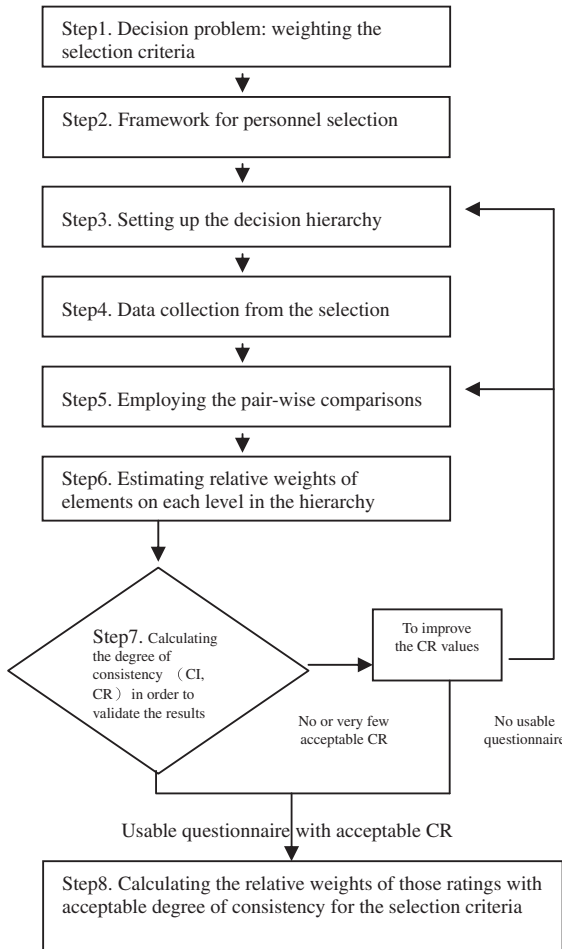 Step1. Decision problem: weighting the
selection criteria
Step2. Framework for personnel selection
Step3. Setting up the decision hierarchy
Step4. Data collection from the selection
Step5. Employing the pair-wise comparisons
Step6. Estimating relative weights of
elements on each level in the hierarchy
Step7. Calculating
the degree of
consistency （CI,
CR）in order to
validate the results
To improve
the CR values
No or very few
acceptable CR
No usable
questionnaire
Usable questionnaire with acceptable CR
Step8. Calculating the relative weights of those ratings with
acceptable degree of consistency for the selection criteria